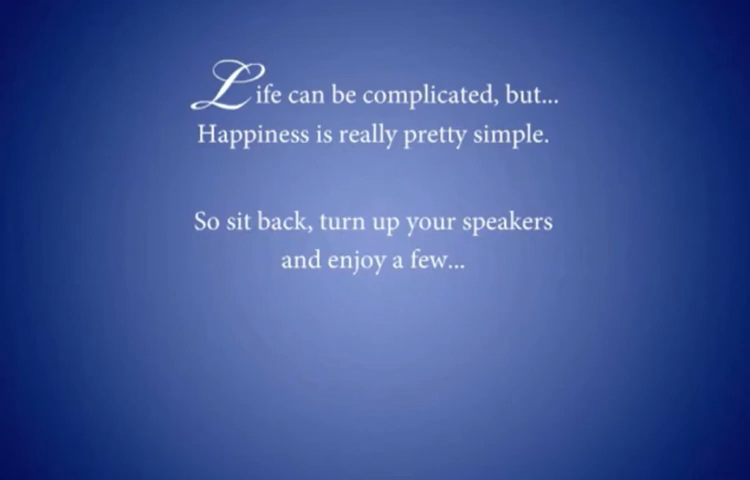 Life can be complicated, but...
Happiness is really pretty simple.
So sit back, turn up your speakers
and enjoy a few...